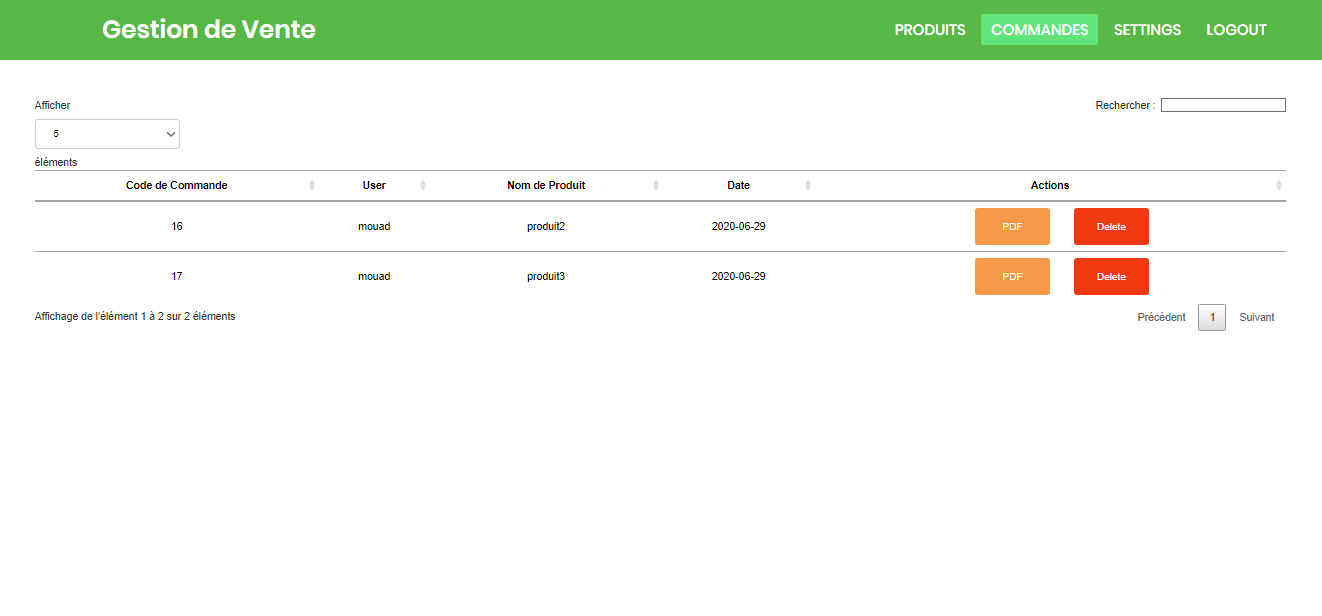 Gestion de Vente PRODUITS COMMANDES SETTINGS LOGOUT
Afficher Rechercher :
5
éléments
Code de Commande User Nom de Produit Date Actions
16 mouad produit2 2020-06-29 PDF Delete
17 mouad produit3 2020-06-29 PDF Delete
Affichage de l'élément 1 à 2 sur 2 éléments Précédent 1 Suivant